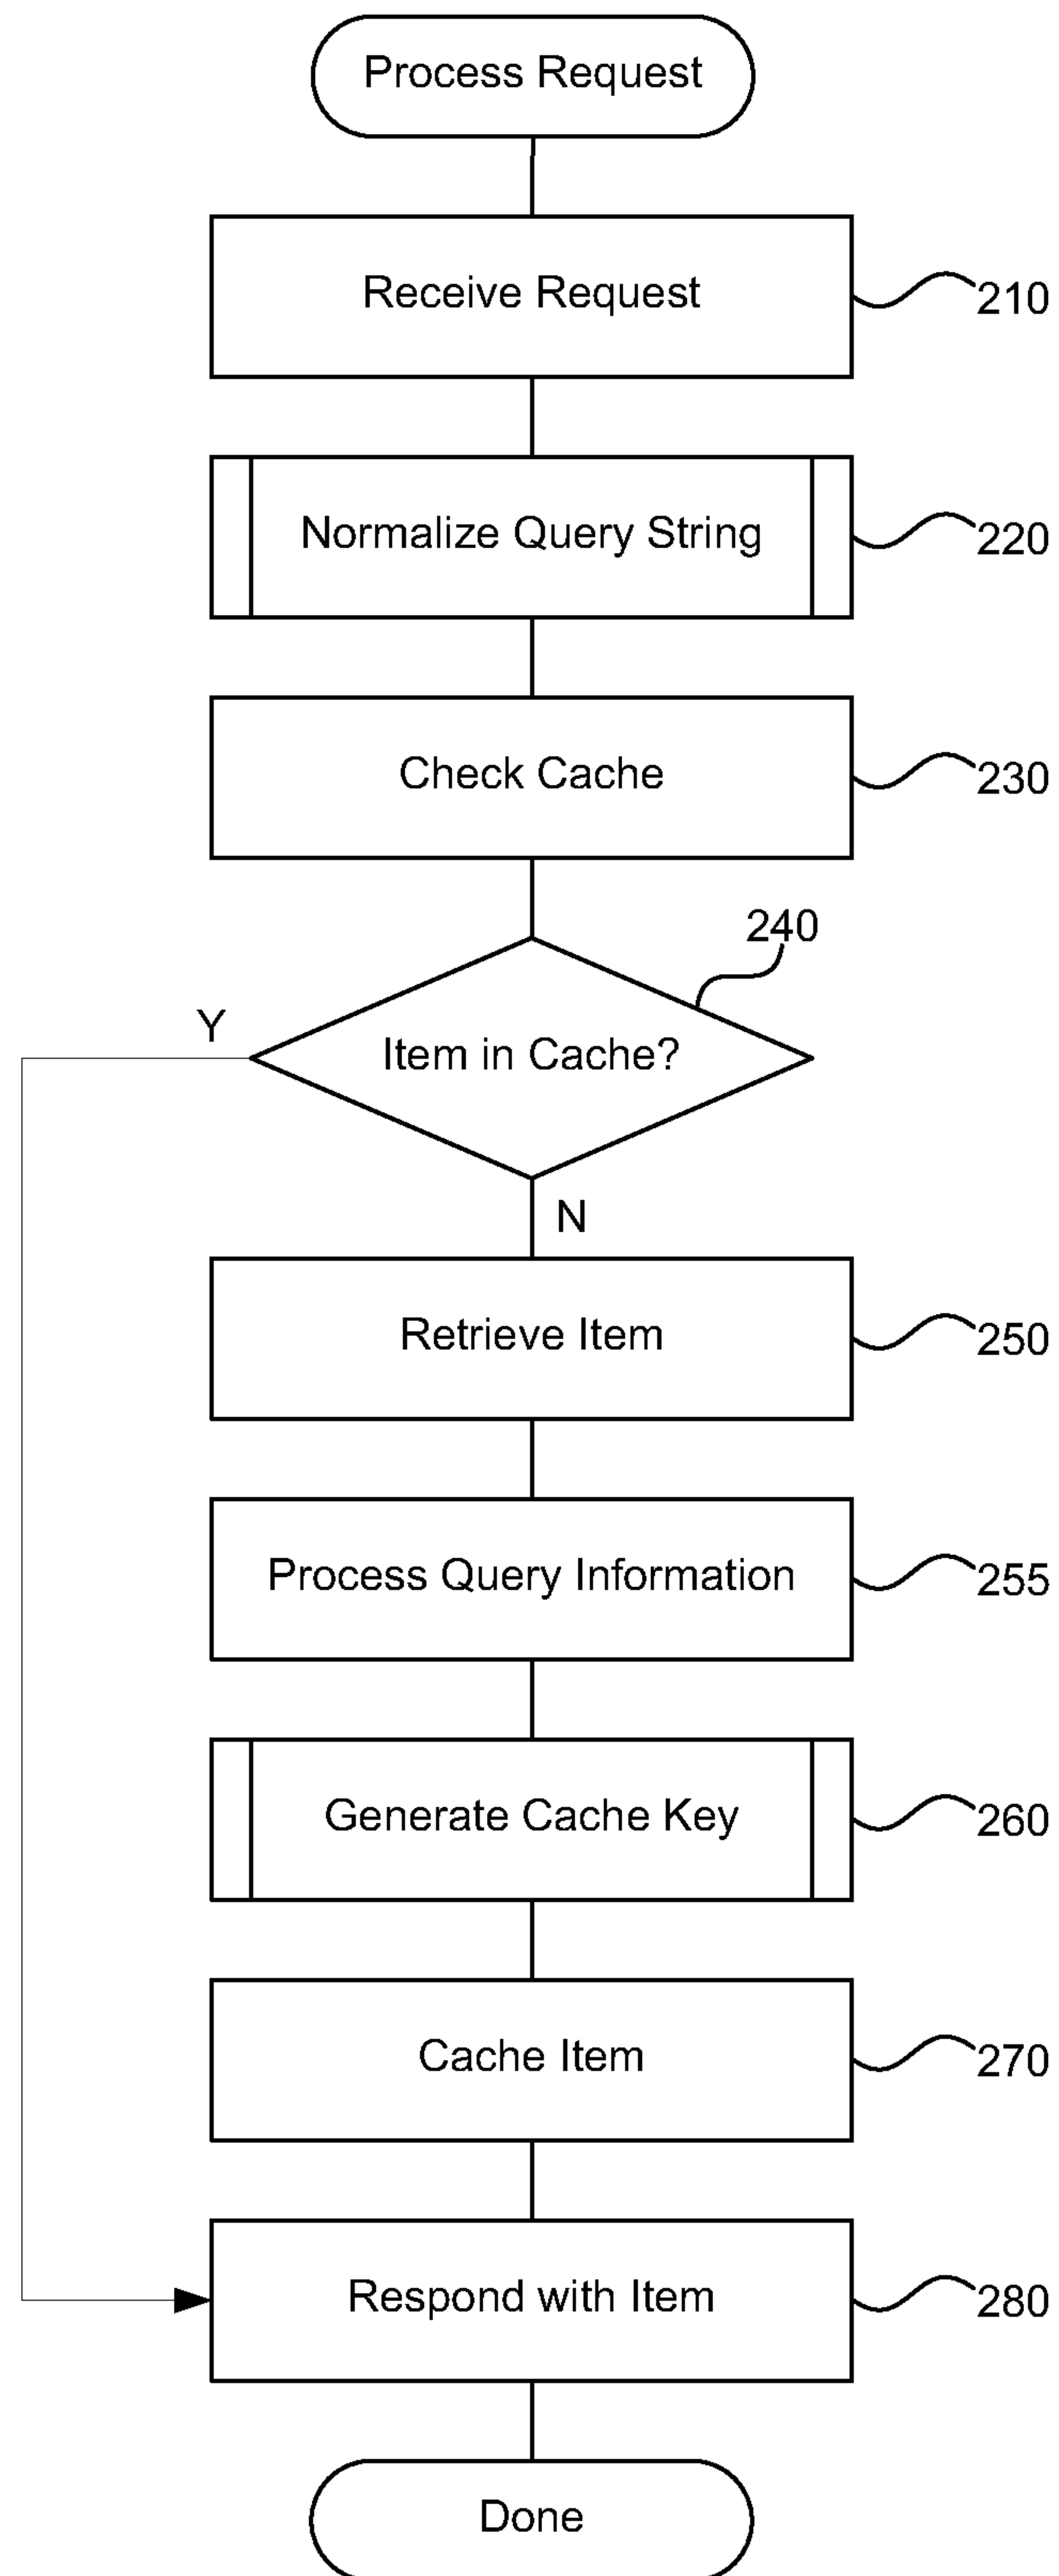 Process Request
Receive Request
210
Normalize Query String
220
Check Cache
230
240
Y
Item in Cache?
N
Retrieve Item
250
Process Query Information
255
Generate Cache Key
260
Cache Item
270
Respond with Item
280
Done